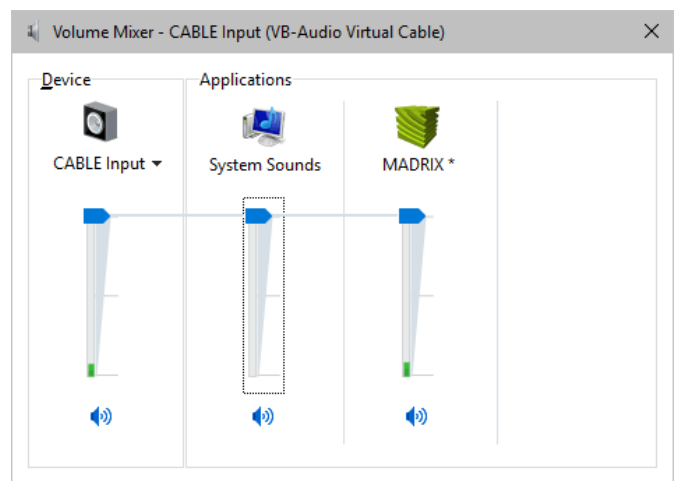 Volume Mixer - CABLE Input (VB-Audio Virtual Cable)
Device
Applications
CABLE Input
System Sounds
MADRIX *